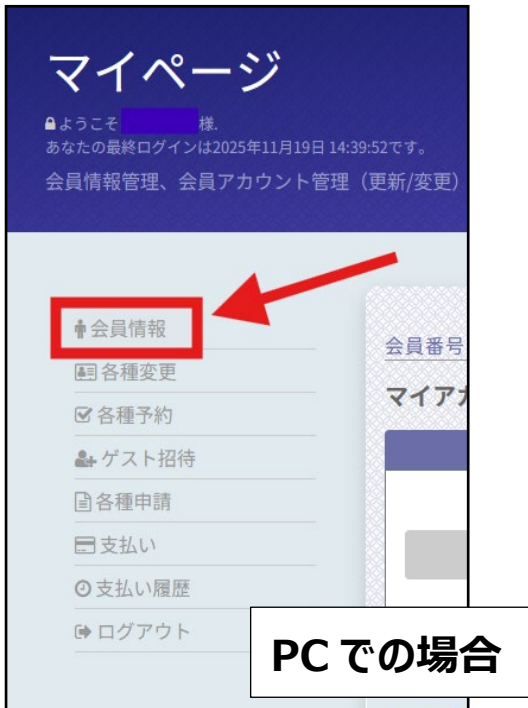 マイページ
ようこそ 様.
あなたの最終ログインは2025年11月19日 14:39:52です。
会員情報管理、会員アカウント管理（更新/変更）
会員情報
各種変更
各種予約
ゲスト招待
各種申請
支払い
支払い履歴
ログアウト
会員番号
マイアカ
PCでの場合